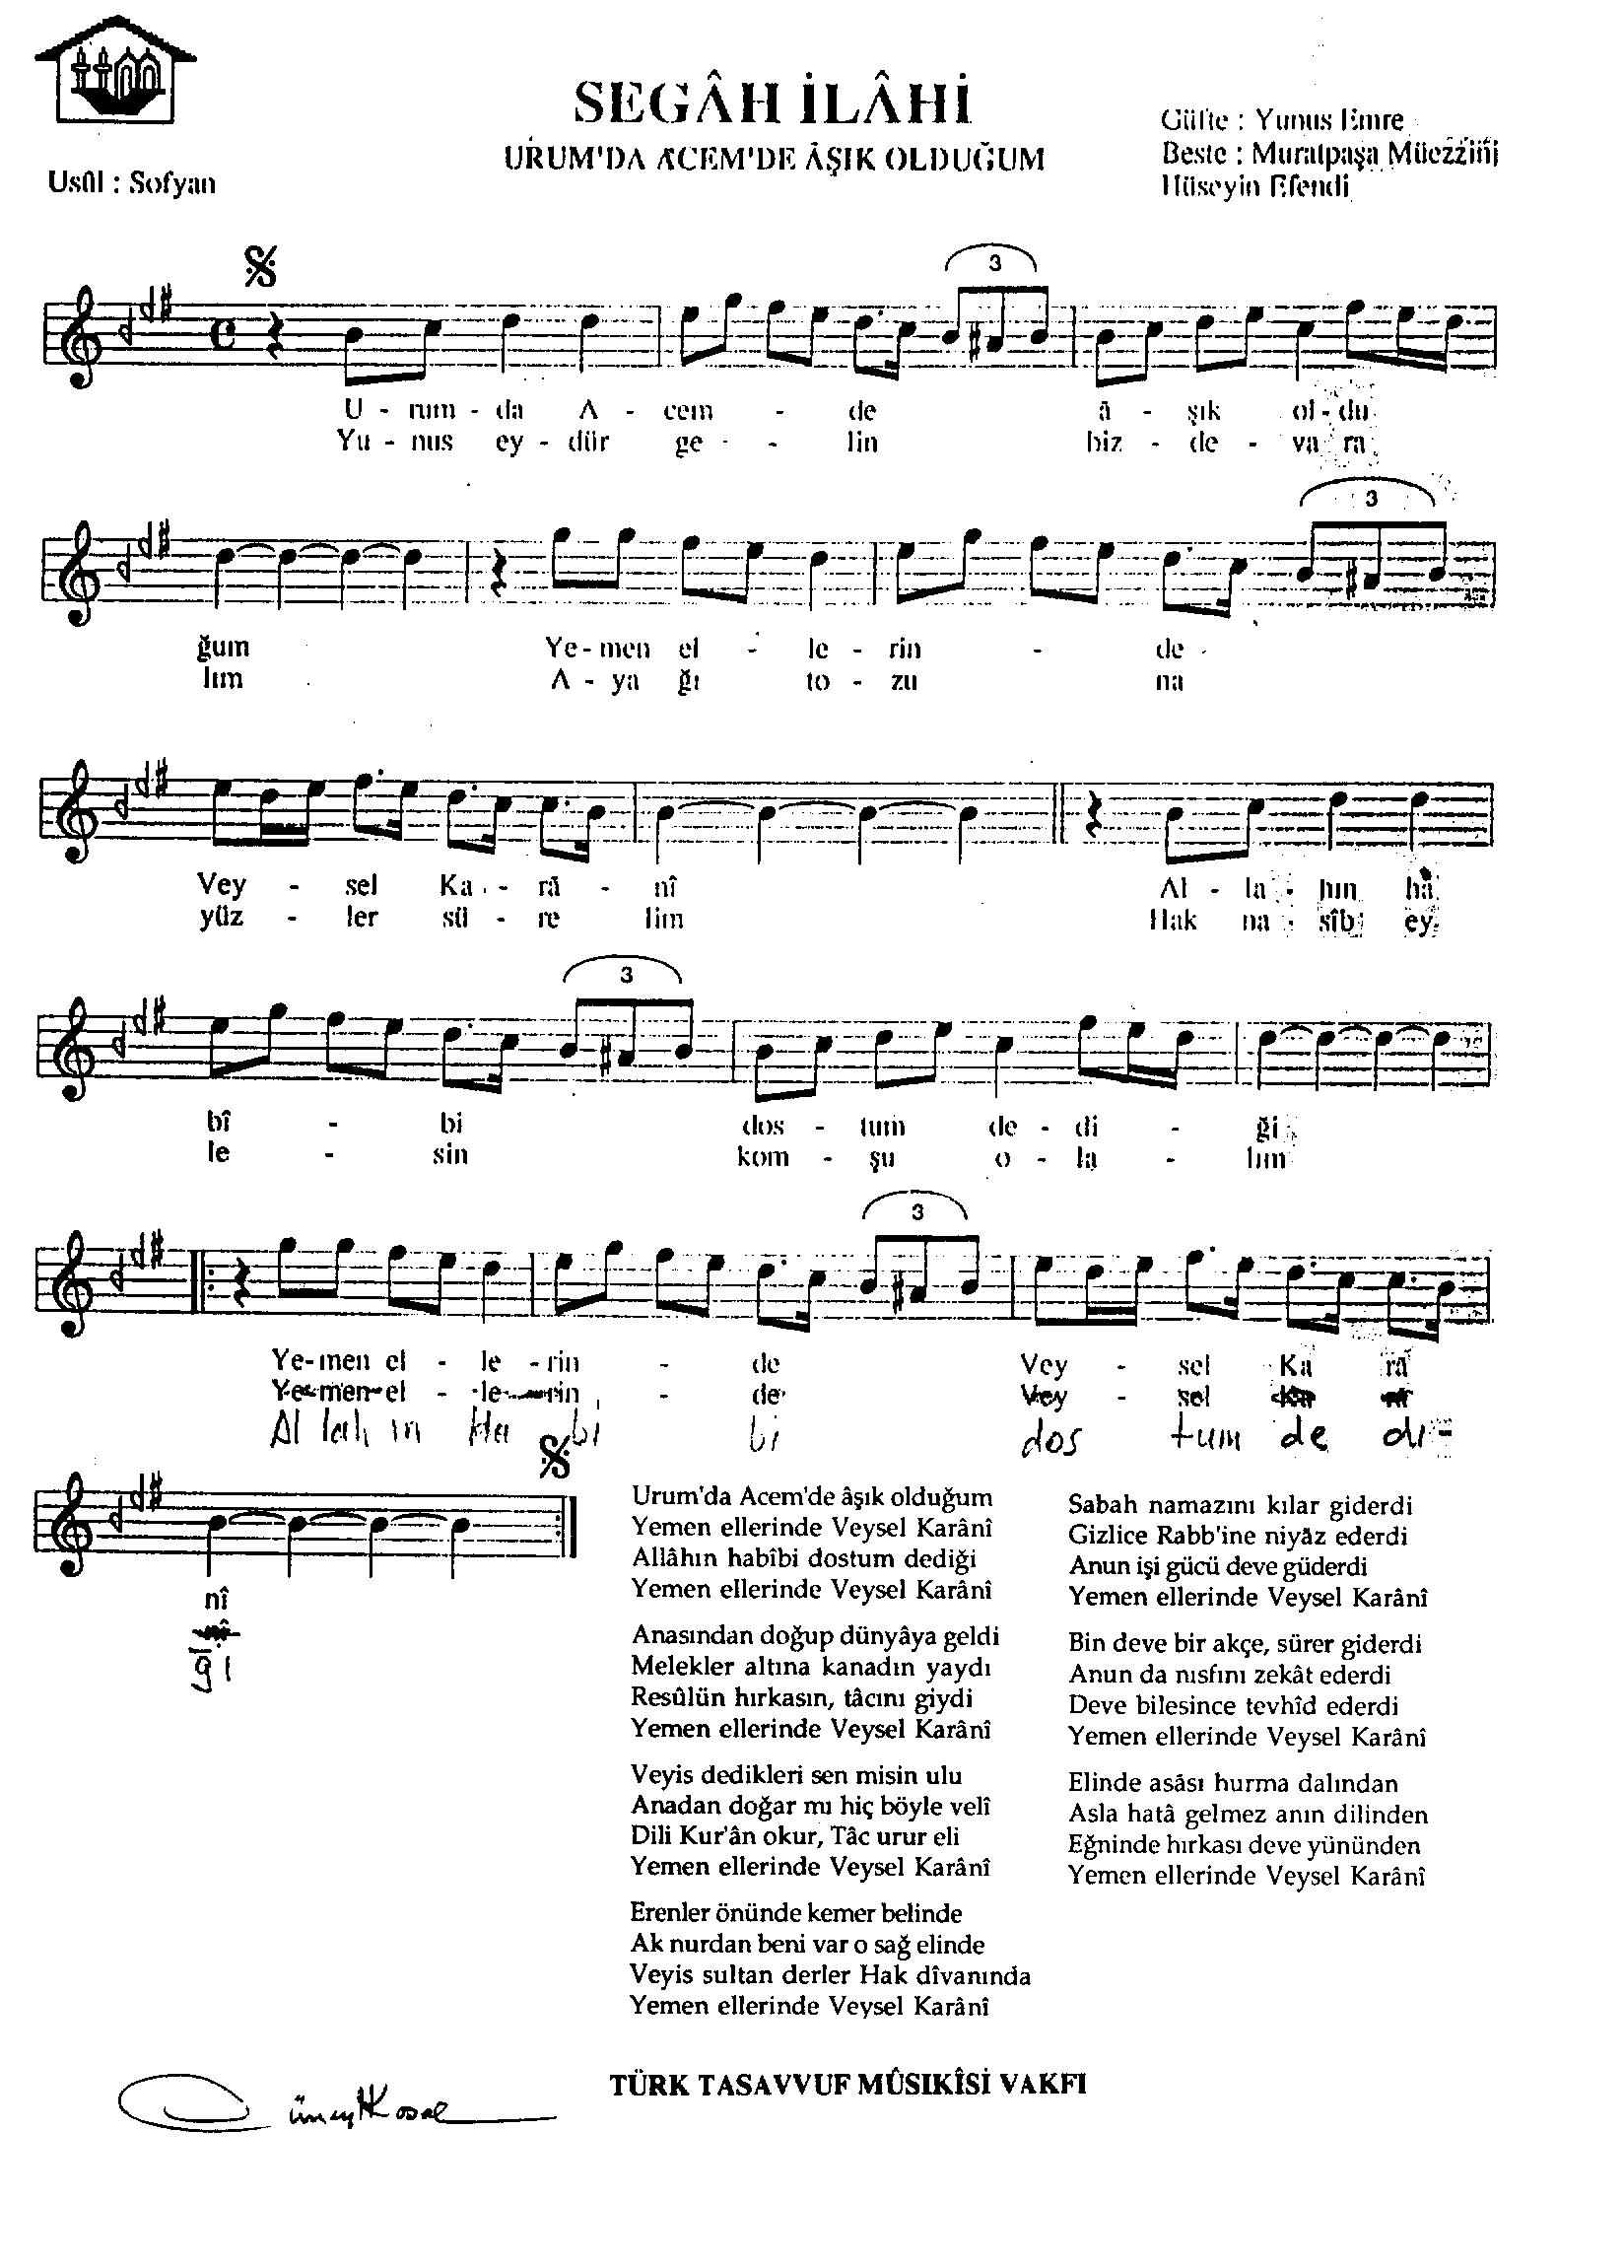 SEGÂH İLÂHİ
URUM'DA ACEM'DE ÂŞIK OLDUĞUM
Usûl : Sofyan
Güfte : Yunus Emre
Beste : Muratpaşa Müezzini
Hüseyin Efendi
3
U - rum - da A - cem - de â - şık ol - du
Yu - nus ey - dür ge - - lin biz - de - va ra
3
ğum Ye - men el - le - rin - de
lım A - ya ğı to - zu na
Vey - sel Ka - râ - nî Al - la - hın ha
yüz - ler sü - re lim Hak na - sîb ey
3
bî - bi dos - tum de - di - ği
le - sin kom - şu o - la - lım
3
Ye - men el - le - rin - de Vey - sel Ka râ
Ye - men el - le - rin - de Vey - sel Ka râ
Al lah ın Ha bi bi dos tum de di -
nî
nî
ği
Urum'da Acem'de âşık olduğum
Yemen ellerinde Veysel Karânî
Allâhın habîbi dostum dediği
Yemen ellerinde Veysel Karânî
Anasından doğup dünyâya geldi
Melekler altına kanadın yaydı
Resûlün hırkasın, tâcını giydi
Yemen ellerinde Veysel Karânî
Veyis dedikleri sen misin ulu
Anadan doğar mı hiç böyle velî
Dili Kur'ân okur, Tâc urur eli
Yemen ellerinde Veysel Karânî
Erenler önünde kemer belinde
Ak nurdan beni var o sağ elinde
Veyis sultan derler Hak dîvanında
Yemen ellerinde Veysel Karânî
Sabah namazını kılar giderdi
Gizlice Rabb'ine niyâz ederdi
Anun işi gücü deve güderdi
Yemen ellerinde Veysel Karânî
Bin deve bir akçe, sürer giderdi
Anun da nısfını zekât ederdi
Deve bilesince tevhîd ederdi
Yemen ellerinde Veysel Karânî
Elinde asâsı hurma dalından
Asla hatâ gelmez anın dilinden
Eğninde hırkası deve yününden
Yemen ellerinde Veysel Karânî
TÜRK TASAVVUF MÛSIKÎSİ VAKFI
Cüneyt Kosal